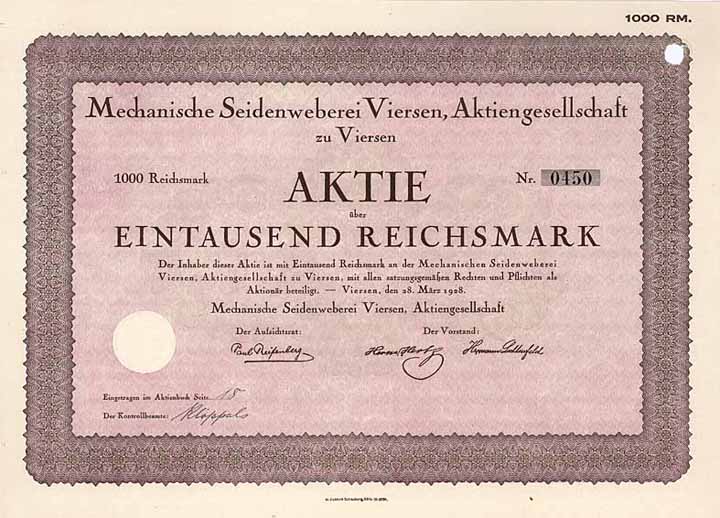 1000 RM.
Mechanische Seidenweberei Viersen, Aktiengesellschaft
zu Viersen
1000 Reichsmark
AKTIE
Nr. 0450
über
EINTAUSEND REICHSMARK
Der Inhaber dieser Aktie ist mit Eintausend Reichsmark an der Mechanischen Seidenweberei
Viersen, Aktiengesellschaft zu Viersen, mit allen satzungsgemäßen Rechten und Pflichten als
Aktionär beteiligt. — Viersen, den 28. März 1928.
Mechanische Seidenweberei Viersen, Aktiengesellschaft
Der Aufsichtsrat:
Der Vorstand:
Paul Reifenberg
Eingetragen im Aktienbuch Seite 18
Der Kontrollbeamte: